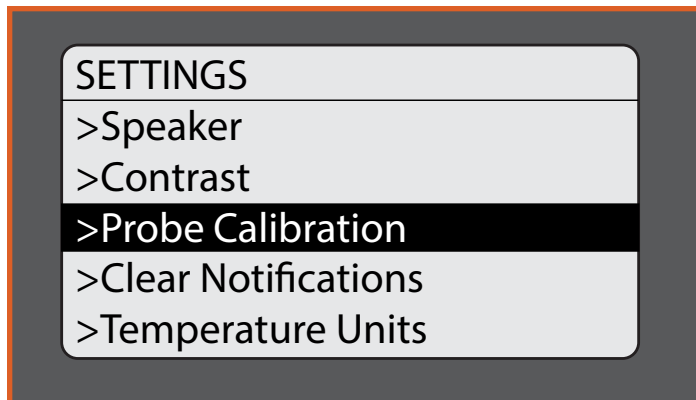 SETTINGS
>Speaker
>Contrast
>Probe Calibration
>Clear Notifications
>Temperature Units